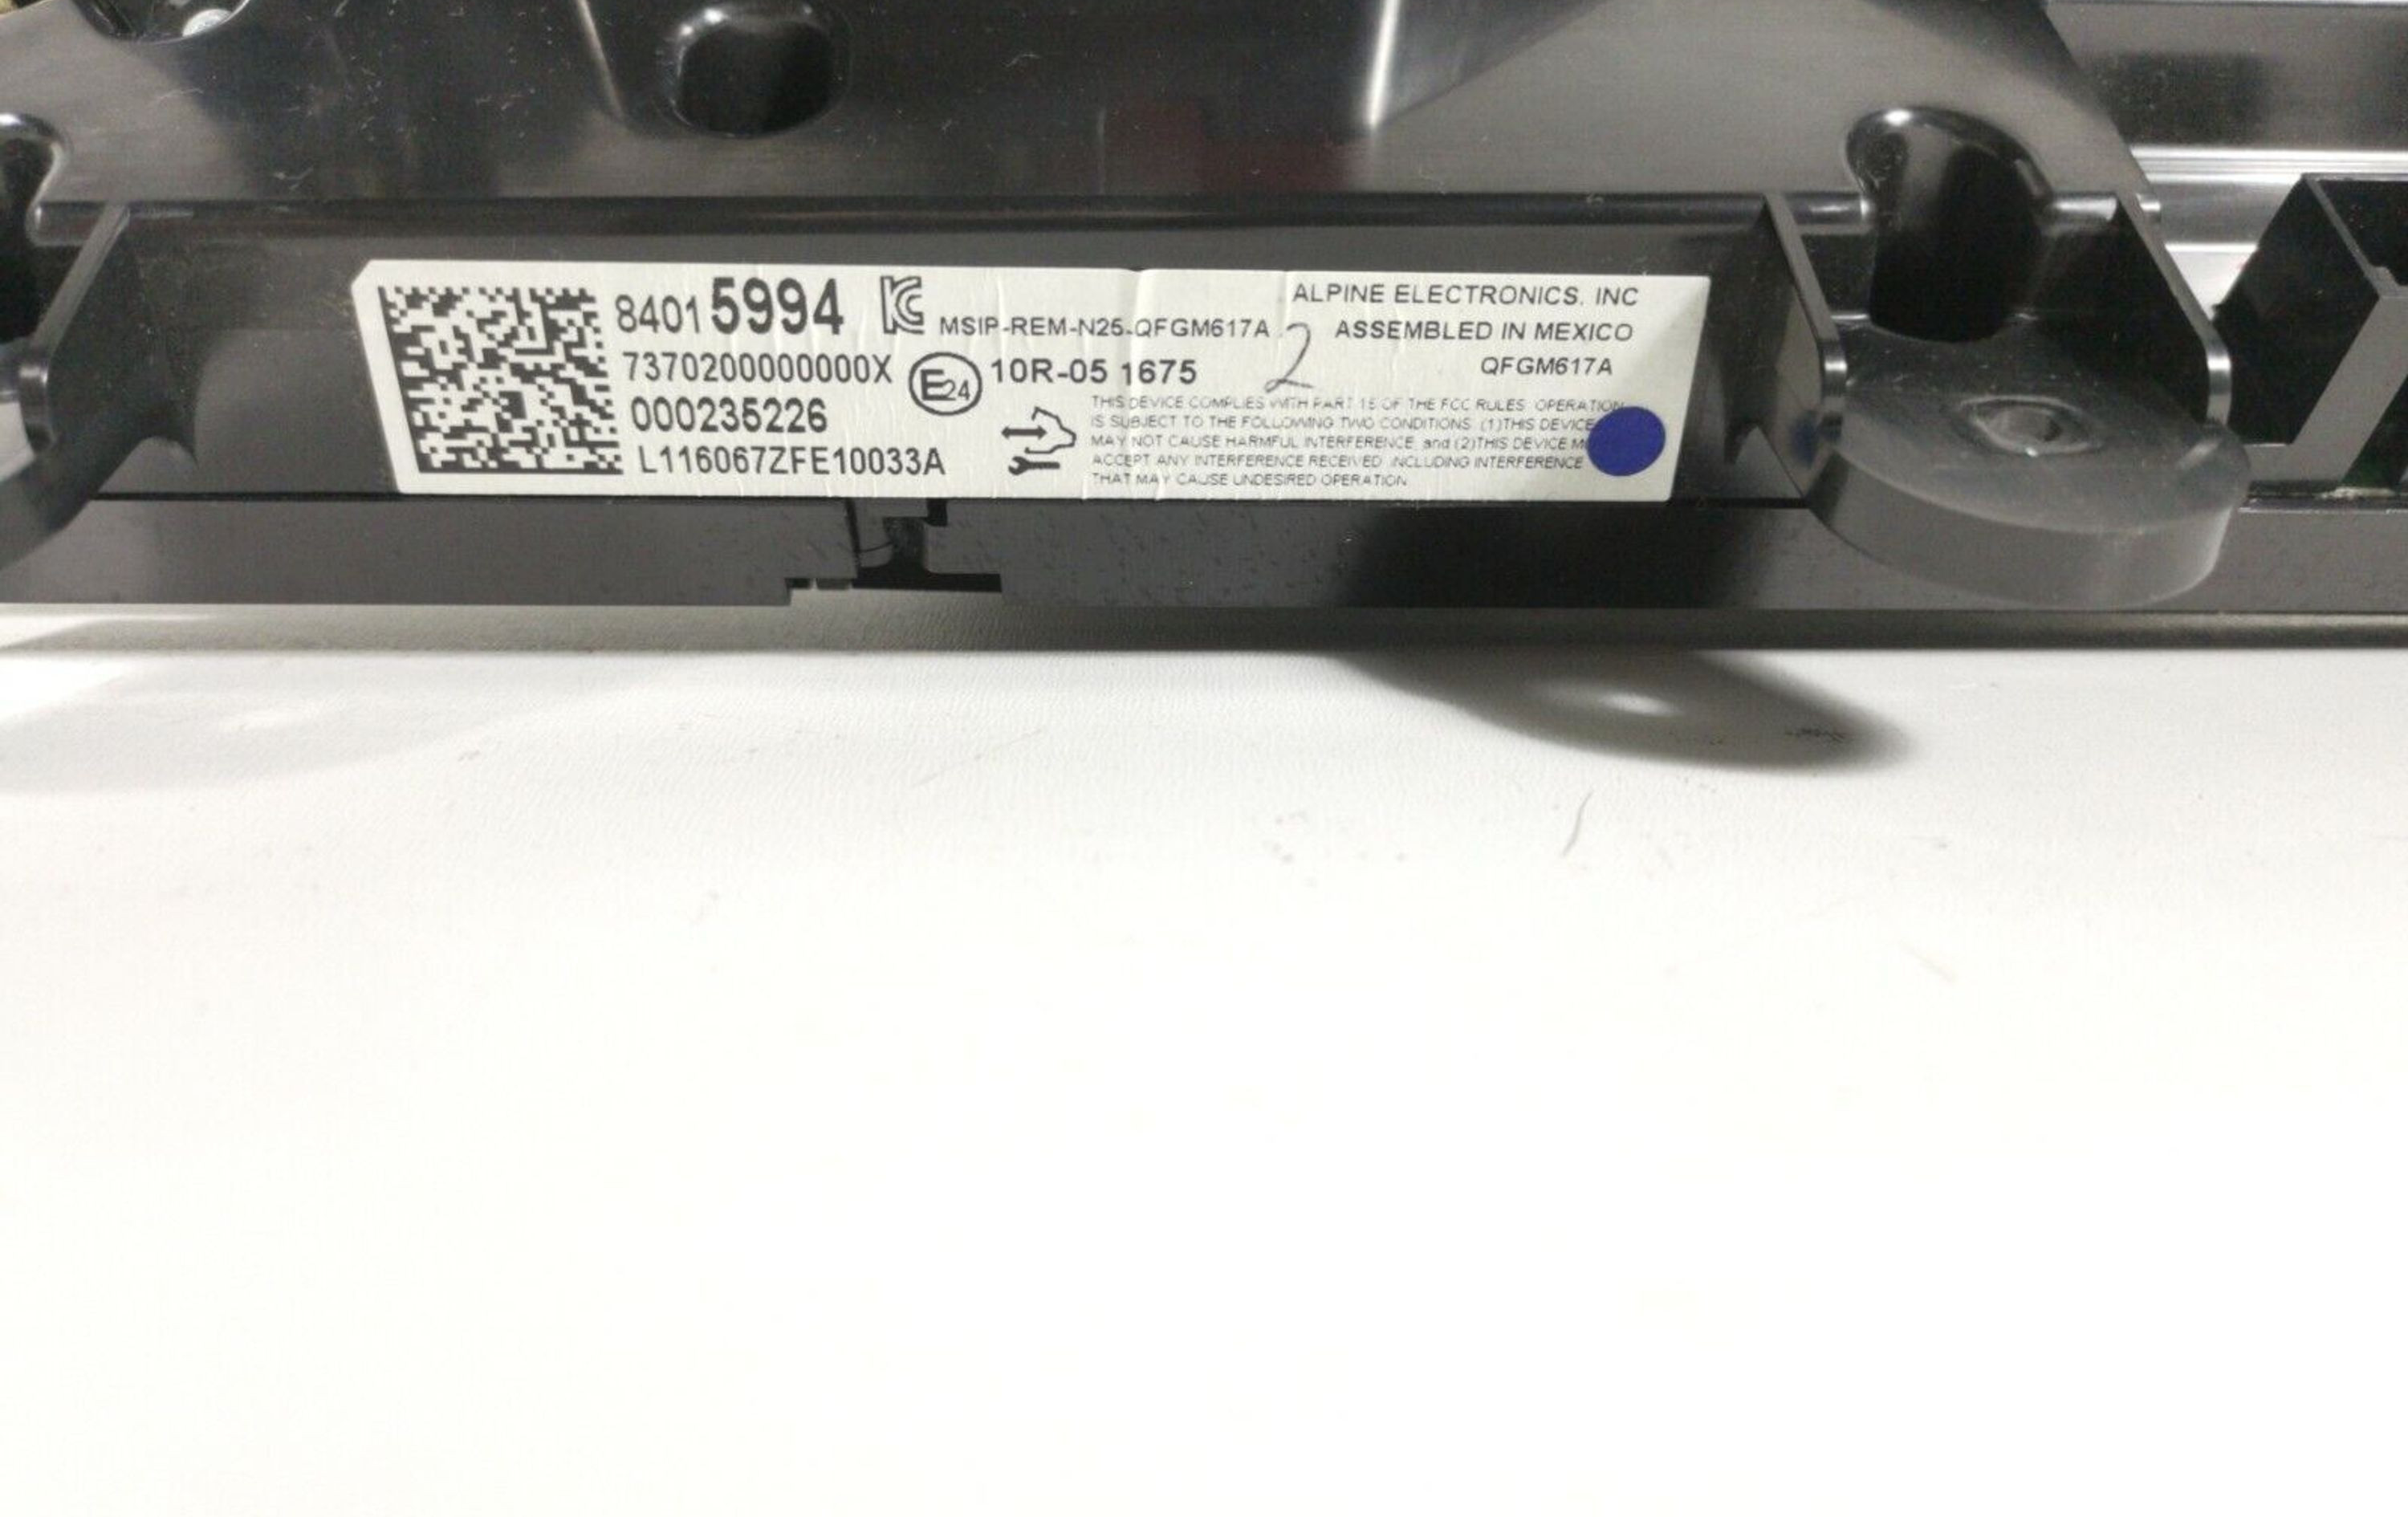 84015994
MSIP-REM-N25-QFGM617A
ALPINE ELECTRONICS, INC
ASSEMBLED IN MEXICO
QFGM617A
7370200000000X
E24
10R-05 1675
2
000235226
L116067ZFE10033A
THIS DEVICE COMPLIES WITH PART 15 OF THE FCC RULES. OPERATION
IS SUBJECT TO THE FOLLOWING TWO CONDITIONS. (1)THIS DEVICE
MAY NOT CAUSE HARMFUL INTERFERENCE, and (2)THIS DEVICE
ACCEPT ANY INTERFERENCE RECEIVED INCLUDING INTERFERENCE
THAT MAY CAUSE UNDESIRED OPERATION